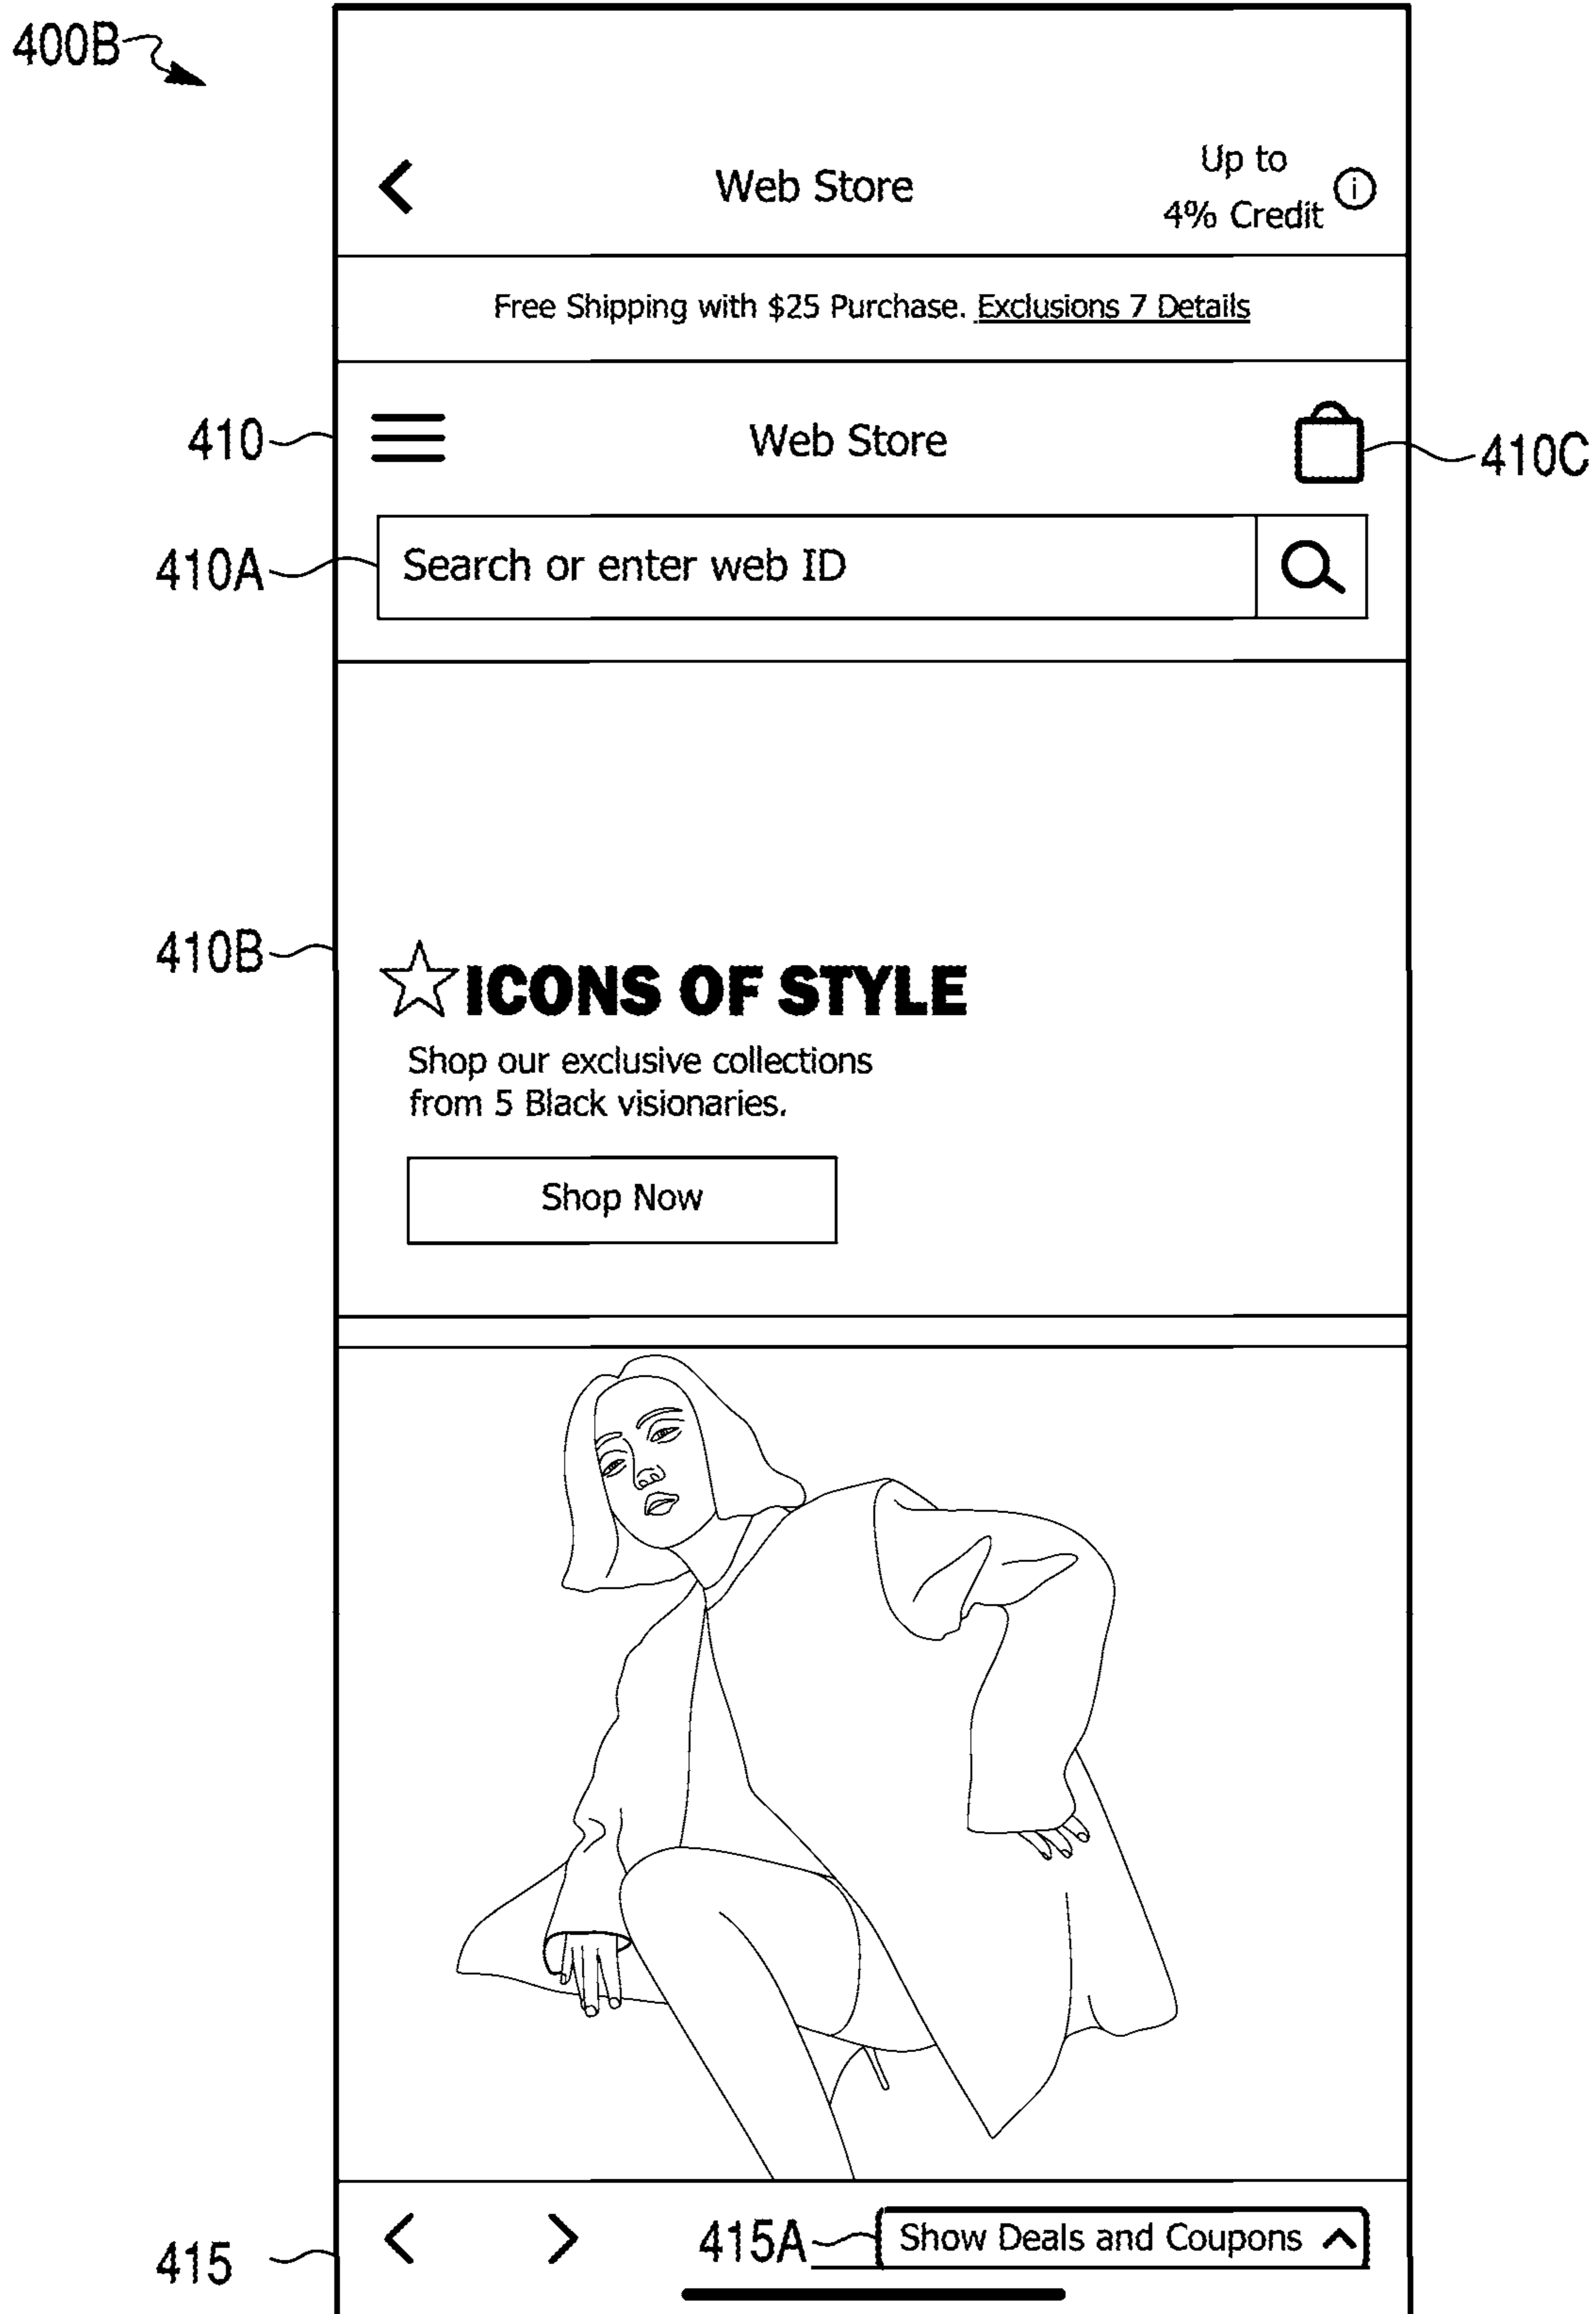 400B
Web Store
Up to
4% Credit
Free Shipping with $25 Purchase. Exclusions 7 Details
410
Web Store
410C
410A
Search or enter web ID
410B
ICONS OF STYLE
Shop our exclusive collections
from 5 Black visionaries.
Shop Now
415
415A
Show Deals and Coupons